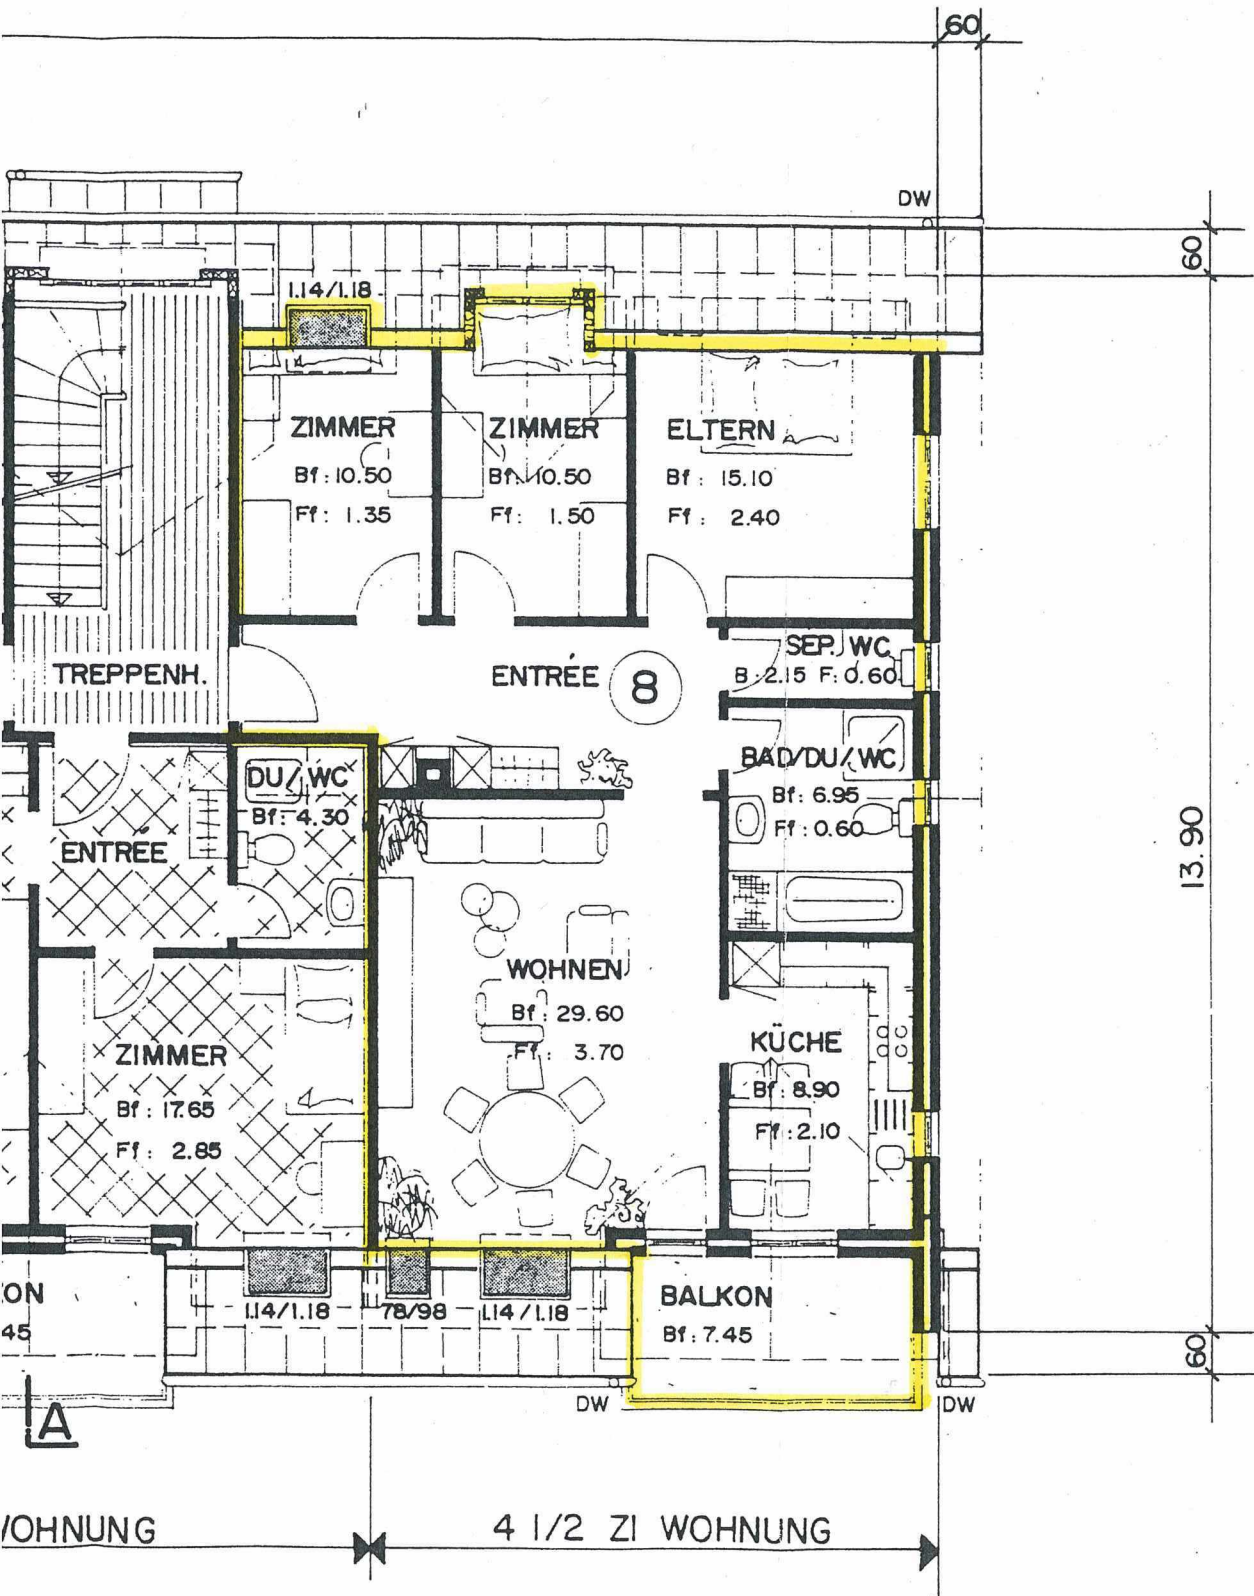 60
DW
60
1.14/1.18
ZIMMER
Bf: 10.50
Ff: 1.35
ZIMMER
Bf: 10.50
Ff: 1.50
ELTERN
Bf: 15.10
Ff: 2.40
TREPPENH.
ENTRÉE
8
SEP. WC
B: 2.15 F: 0.60
DU/WC
Bf: 4.30
ENTRÉE
BAD/DU/WC
Bf: 6.95
Ff: 0.60
13.90
WOHNEN
Bf: 29.60
Ff: 3.70
KÜCHE
Bf: 8.90
Ff: 2.10
ZIMMER
Bf: 17.65
Ff: 2.85
ON
45
1.14/1.18
78/98
1.14/1.18
BALKON
Bf: 7.45
60
DW
DW
A
WOHNUNG
4 1/2 ZI WOHNUNG